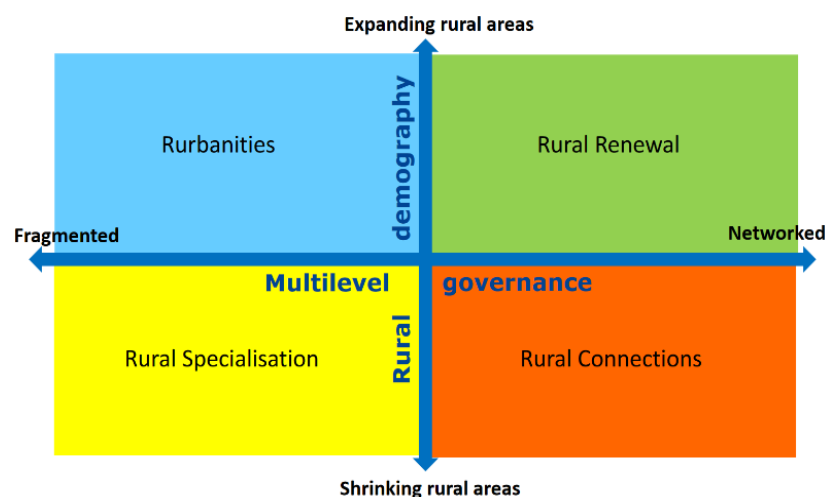 Expanding rural areas
demography
Rurbanities
Rural Renewal
Fragmented
Networked
Multilevel governance
Rural
Rural Specialisation
Rural Connections
Shrinking rural areas